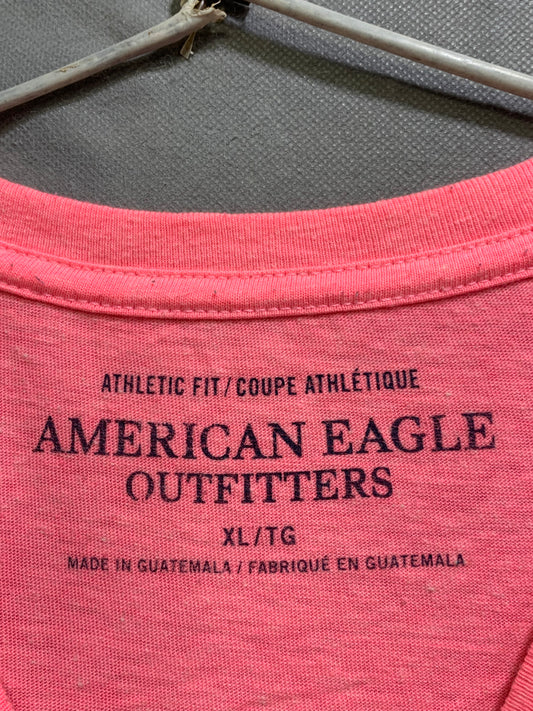 ATHLETIC FIT / COUPE ATHLÉTIQUE
AMERICAN EAGLE
OUTFITTERS
XL/TG
MADE IN GUATEMALA / FABRIQUÉ EN GUATEMALA